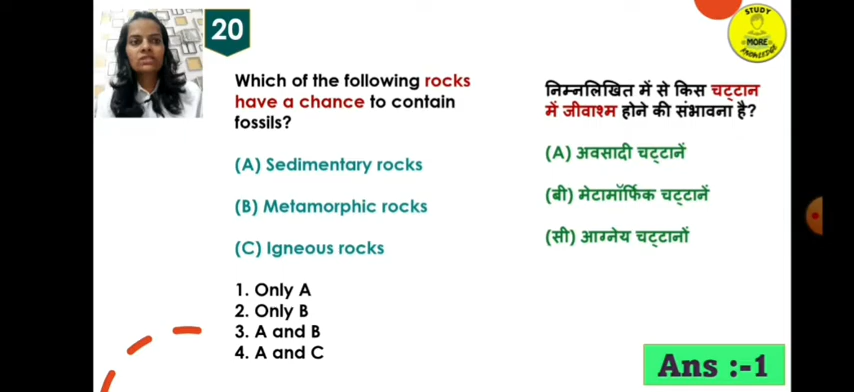 20
STUDY
MORE
KNOWLEDGE
Which of the following rocks
have a chance to contain
fossils?
(A) Sedimentary rocks
(B) Metamorphic rocks
(C) Igneous rocks
1. Only A
2. Only B
3. A and B
4. A and C
निम्नलिखित में से किस चट्टान
में जीवाश्म होने की संभावना है?
(A) अवसादी चट्टानें
(बी) मेटामॉर्फिक चट्टानें
(सी) आग्नेय चट्टानों
Ans :-1